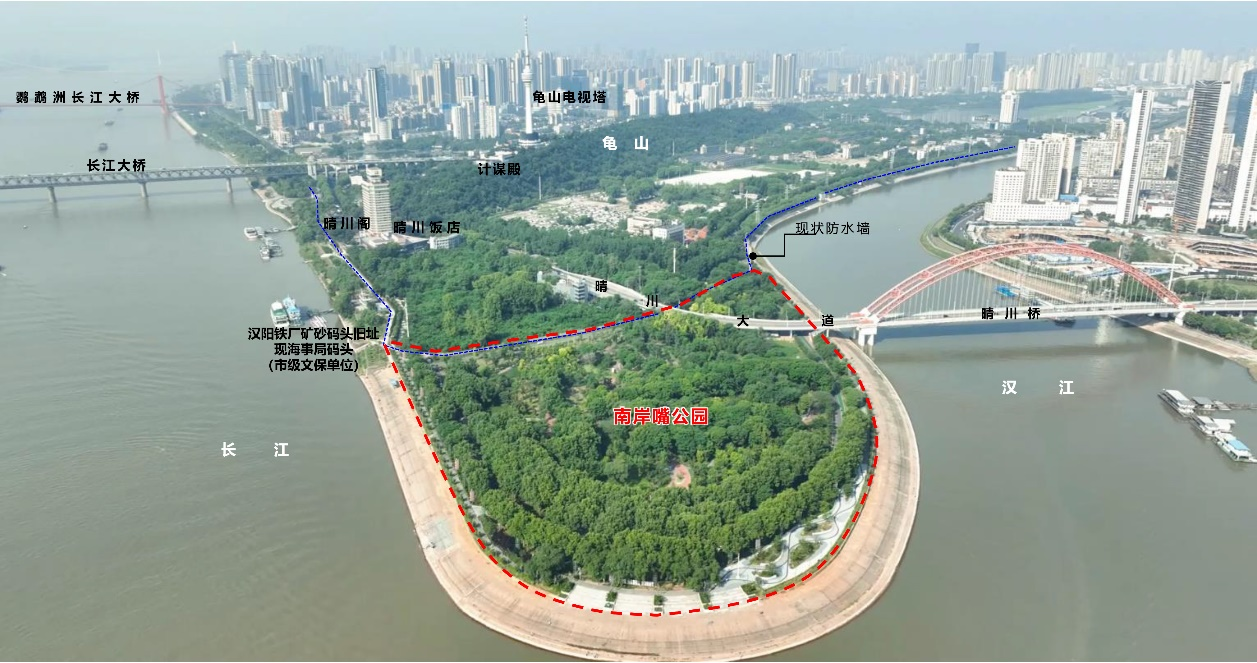 鹦鹉洲长江大桥
龟山电视塔
龟山
长江大桥
计谋殿
晴川阁
晴川饭店
现状防水墙
晴川大道
晴川桥
汉阳铁厂矿砂码头旧址
现海事局码头
(市级文保单位)
汉江
南岸嘴公园
长江